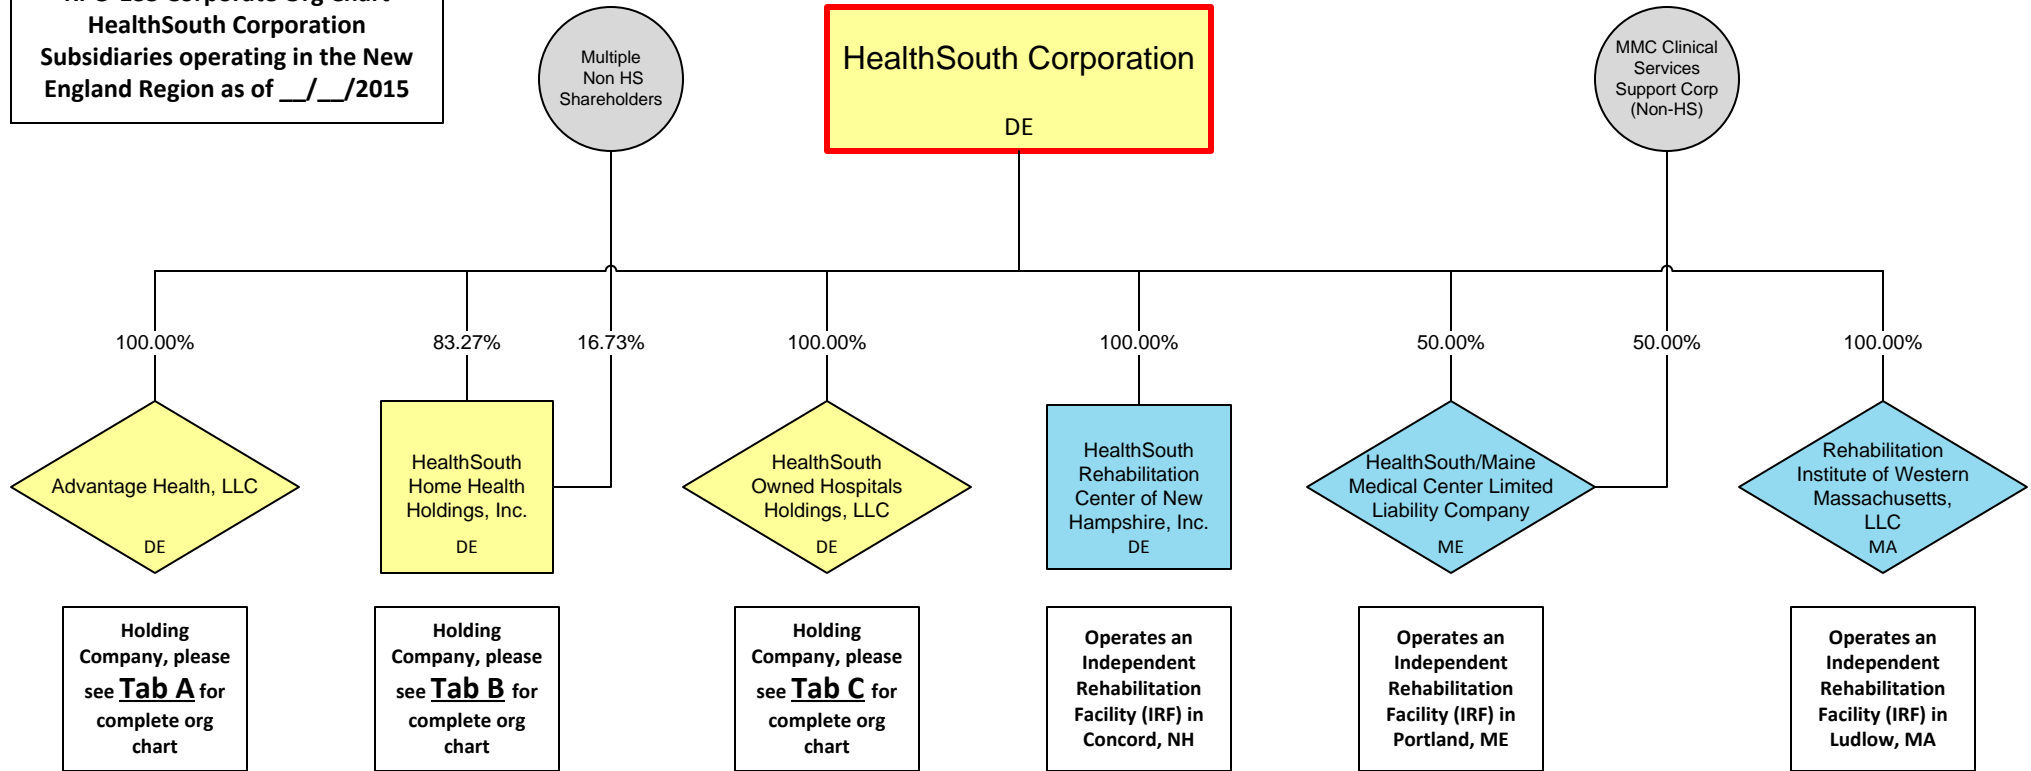 HealthSouth Corporation
Subsidiaries operating in the New
England Region as of __/__/2015
Multiple
Non HS
Shareholders
HealthSouth Corporation
DE
MMC Clinical
Services
Support Corp
(Non-HS)
100.00%
83.27%
16.73%
100.00%
100.00%
50.00%
50.00%
100.00%
Advantage Health, LLC
DE
HealthSouth
Home Health
Holdings, Inc.
DE
HealthSouth
Owned Hospitals
Holdings, LLC
DE
HealthSouth
Rehabilitation
Center of New
Hampshire, Inc.
DE
HealthSouth/Maine
Medical Center Limited
Liability Company
ME
Rehabilitation
Institute of Western
Massachusetts,
LLC
MA
Holding
Company, please
see Tab A for
complete org
chart
Holding
Company, please
see Tab B for
complete org
chart
Holding
Company, please
see Tab C for
complete org
chart
Operates an
Independent
Rehabilitation
Facility (IRF) in
Concord, NH
Operates an
Independent
Rehabilitation
Facility (IRF) in
Portland, ME
Operates an
Independent
Rehabilitation
Facility (IRF) in
Ludlow, MA